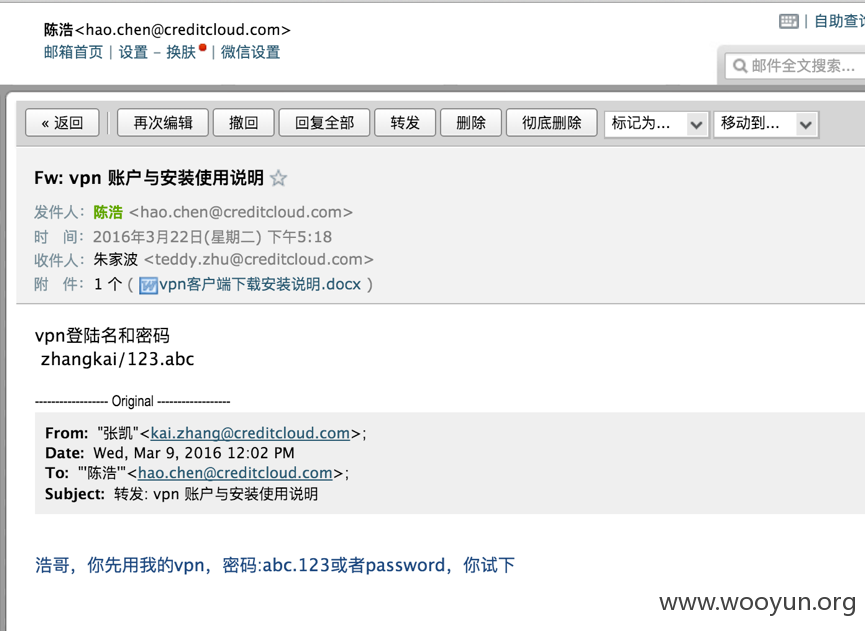 陈浩<hao.chen@creditcloud.com>
| 自助查
邮箱首页 | 设置 - 换肤 | 微信设置
邮件全文搜索...
« 返回 再次编辑 撤回 回复全部 转发 删除 彻底删除 标记为... 移动到...
Fw: vpn 账户与安装使用说明
发件人：陈浩 <hao.chen@creditcloud.com>
时 间：2016年3月22日(星期二) 下午5:18
收件人：朱家波 <teddy.zhu@creditcloud.com>
附 件：1 个 ( vpn客户端下载安装说明.docx )
vpn登陆名和密码
zhangkai/123.abc
------------------ Original ------------------
From: "张凯"<kai.zhang@creditcloud.com>;
Date: Wed, Mar 9, 2016 12:02 PM
To: "'陈浩'"<hao.chen@creditcloud.com>;
Subject: 转发: vpn 账户与安装使用说明
浩哥，你先用我的vpn，密码:abc.123或者password，你试下
www.wooyun.org